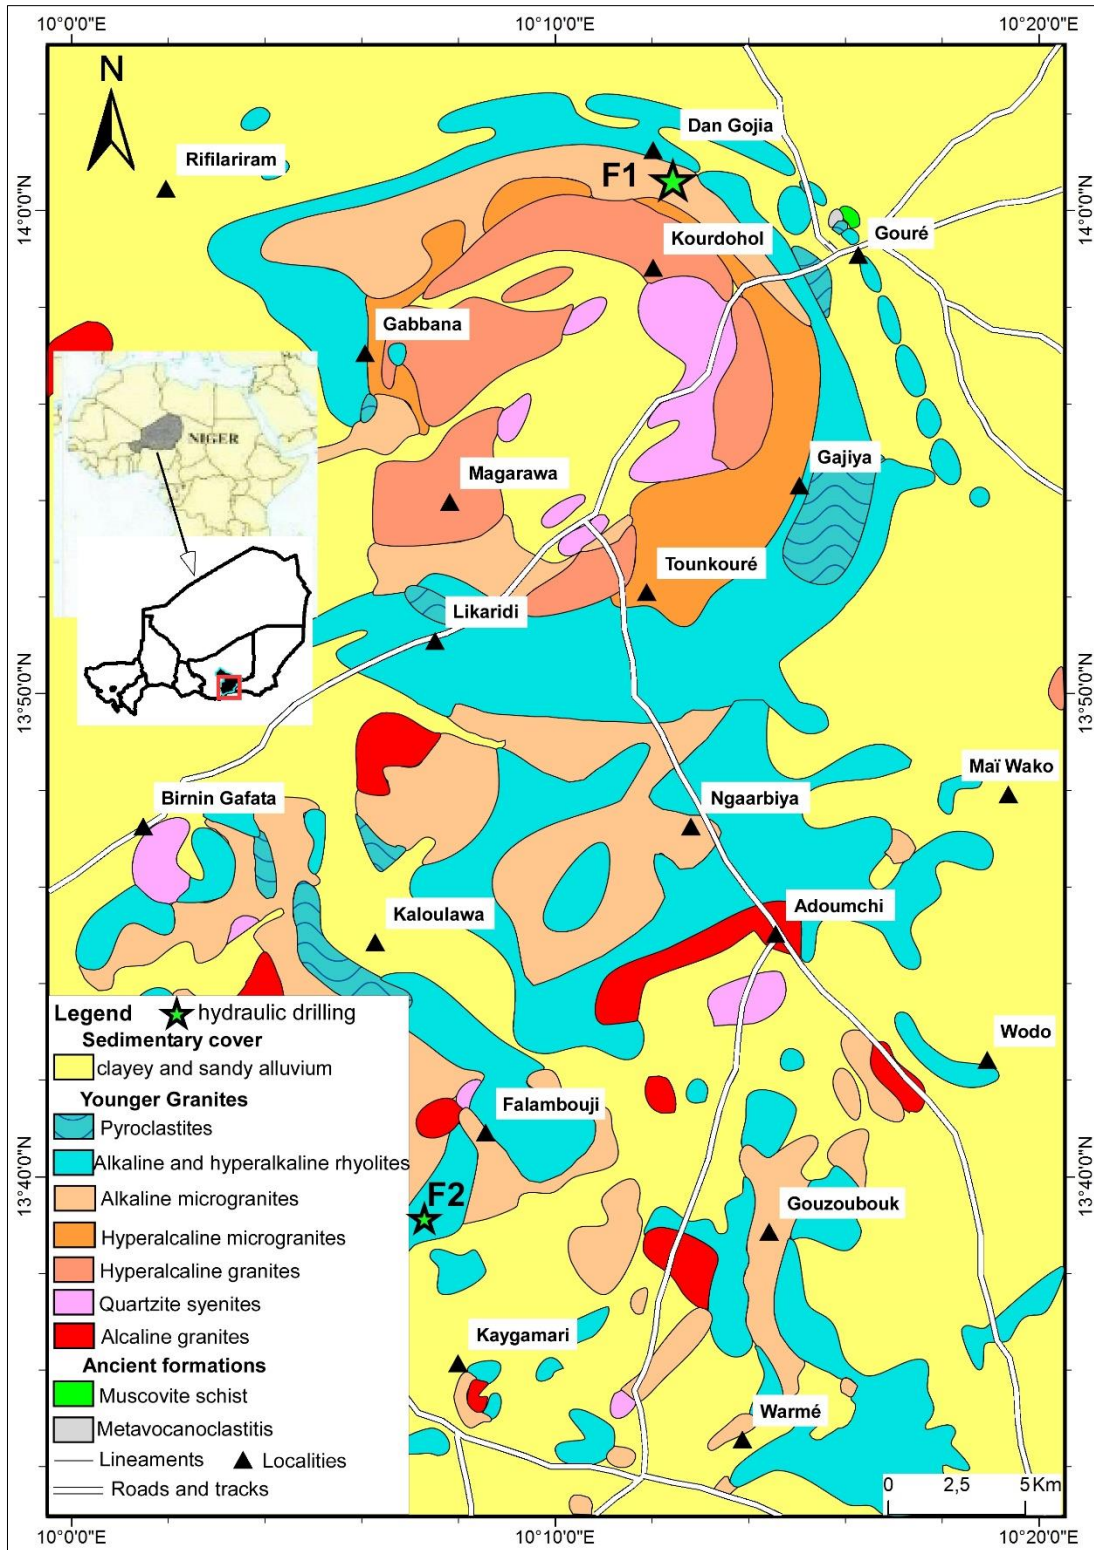 10°0'0"E 10°10'0"E 10°20'0"E
N
Dan Gojia
Rifilariram
F1
14°0'0"N 14°0'0"N
Gouré
Kourdohol
Gabbana
NIGER
Magarawa
Gajiya
Tounkouré
Likaridi
13°50'0"N 13°50'0"N
Maï Wako
Birnin Gafata
Ngaarbiya
Kaloulawa
Adoumchi
Wodo
Falambouji
13°40'0"N 13°40'0"N
F2
Gouzoubouk
Kaygamari
Warmé
Legend hydraulic drilling
Sedimentary cover
clayey and sandy alluvium
Younger Granites
Pyroclastites
Alkaline and hyperalkaline rhyolites
Alkaline microgranites
Hyperalcaline microgranites
Hyperalcaline granites
Quartzite syenites
Alcaline granites
Ancient formations
Muscovite schist
Metavocanoclastitis
Lineaments Localities
Roads and tracks
0 2,5 5 Km
10°0'0"E 10°10'0"E 10°20'0"E